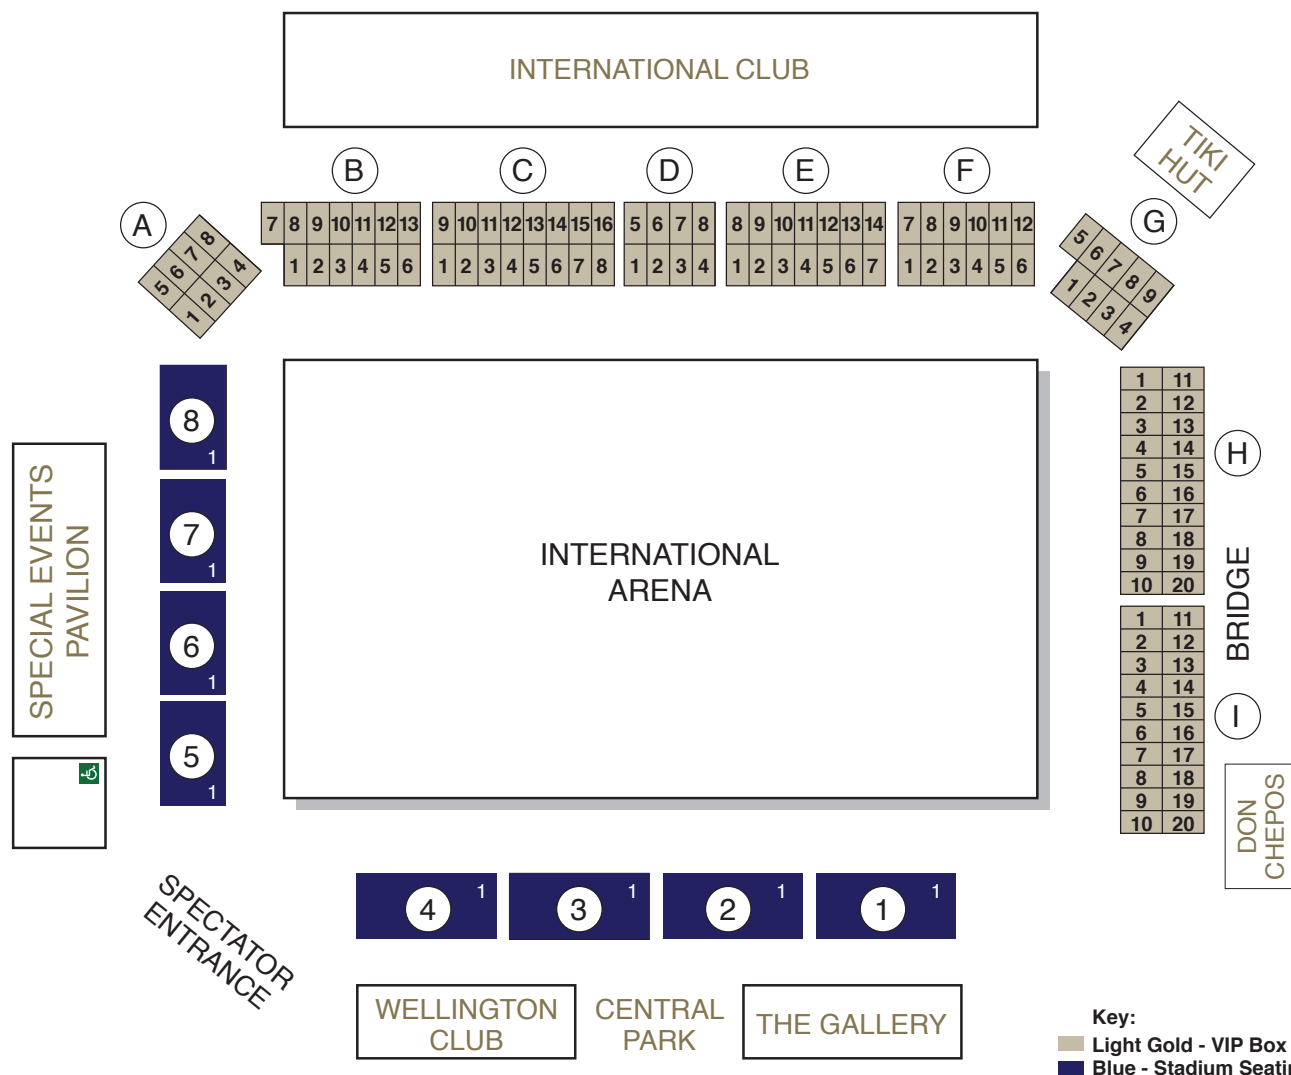 INTERNATIONAL CLUB
TIKI
HUT
A
B
C
D
E
F
G
5 6 7 8
1 2 3 4
7 8 9 10 11 12 13
1 2 3 4 5 6
9 10 11 12 13 14 15 16
1 2 3 4 5 6 7 8
5 6 7 8
1 2 3 4
8 9 10 11 12 13 14
1 2 3 4 5 6 7
7 8 9 10 11 12
1 2 3 4 5 6
5 6 7 8 9
1 2 3 4
8
1
7
1
6
1
5
1
SPECIAL EVENTS
PAVILION
INTERNATIONAL
ARENA
1 11
2 12
3 13
4 14
5 15
6 16
7 17
8 18
9 19
10 20
H
BRIDGE
1 11
2 12
3 13
4 14
5 15
6 16
7 17
8 18
9 19
10 20
I
DON
CHEPOS
SPECTATOR
ENTRANCE
4 1
3 1
2 1
1 1
WELLINGTON
CLUB
CENTRAL
PARK
THE GALLERY
Key:
Light Gold - VIP Box
Blue - Stadium